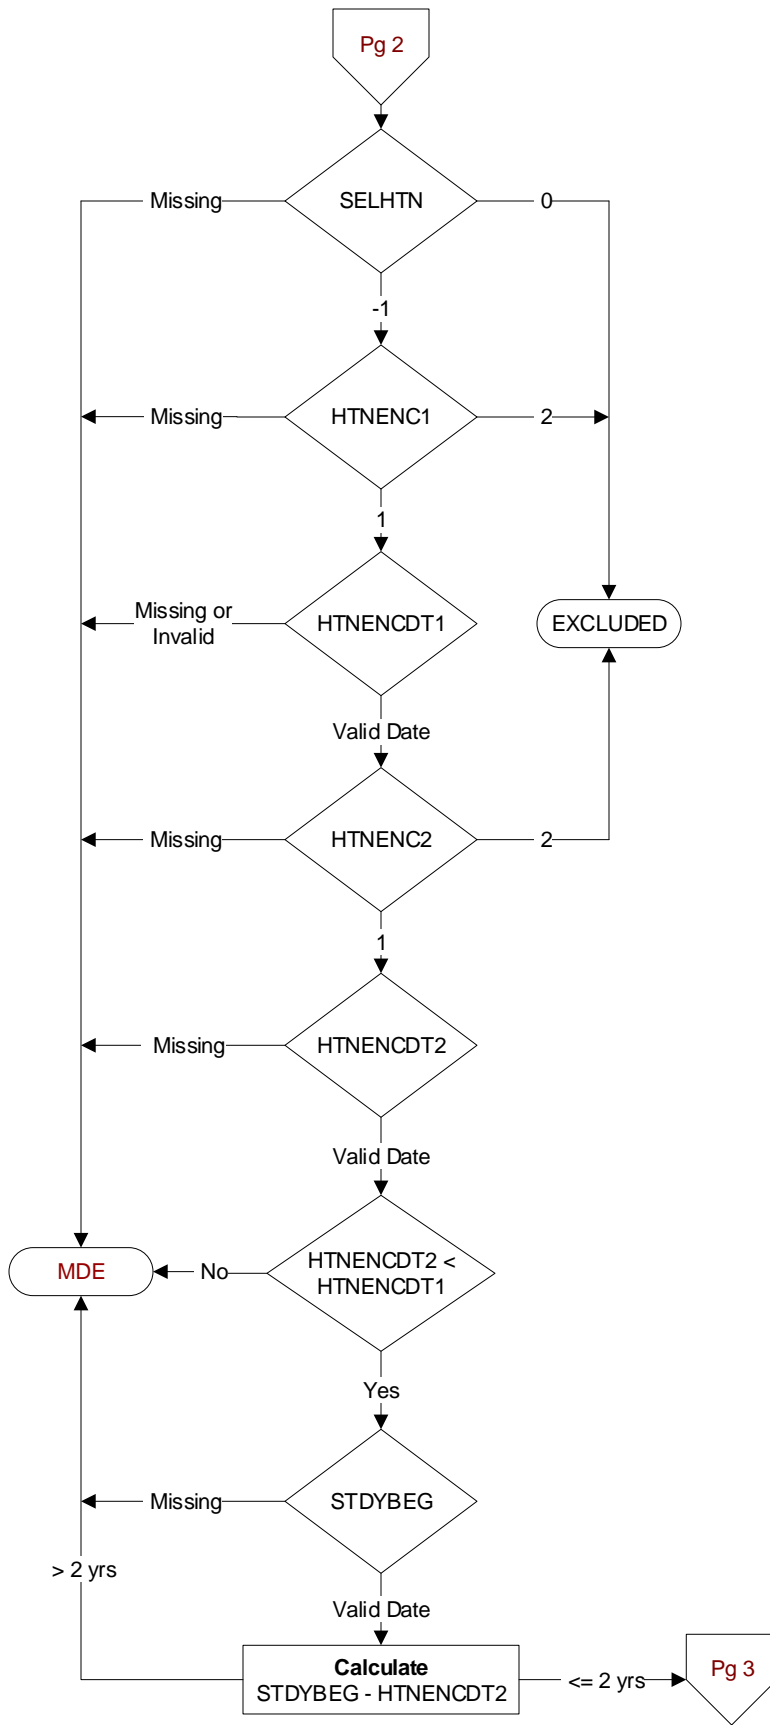 Pg 2
Missing
SELHTN
0
-1
Missing
HTNENC1
2
1
Missing or
Invalid
HTNENCDT1
EXCLUDED
Valid Date
Missing
HTNENC2
2
1
Missing
HTNENCDT2
Valid Date
MDE
No
HTNENCDT2 <
HTNENCDT1
Yes
Missing
STDYBEG
> 2 yrs
Valid Date
Calculate
STDYBEG - HTNENCDT2
<= 2 yrs
Pg 3